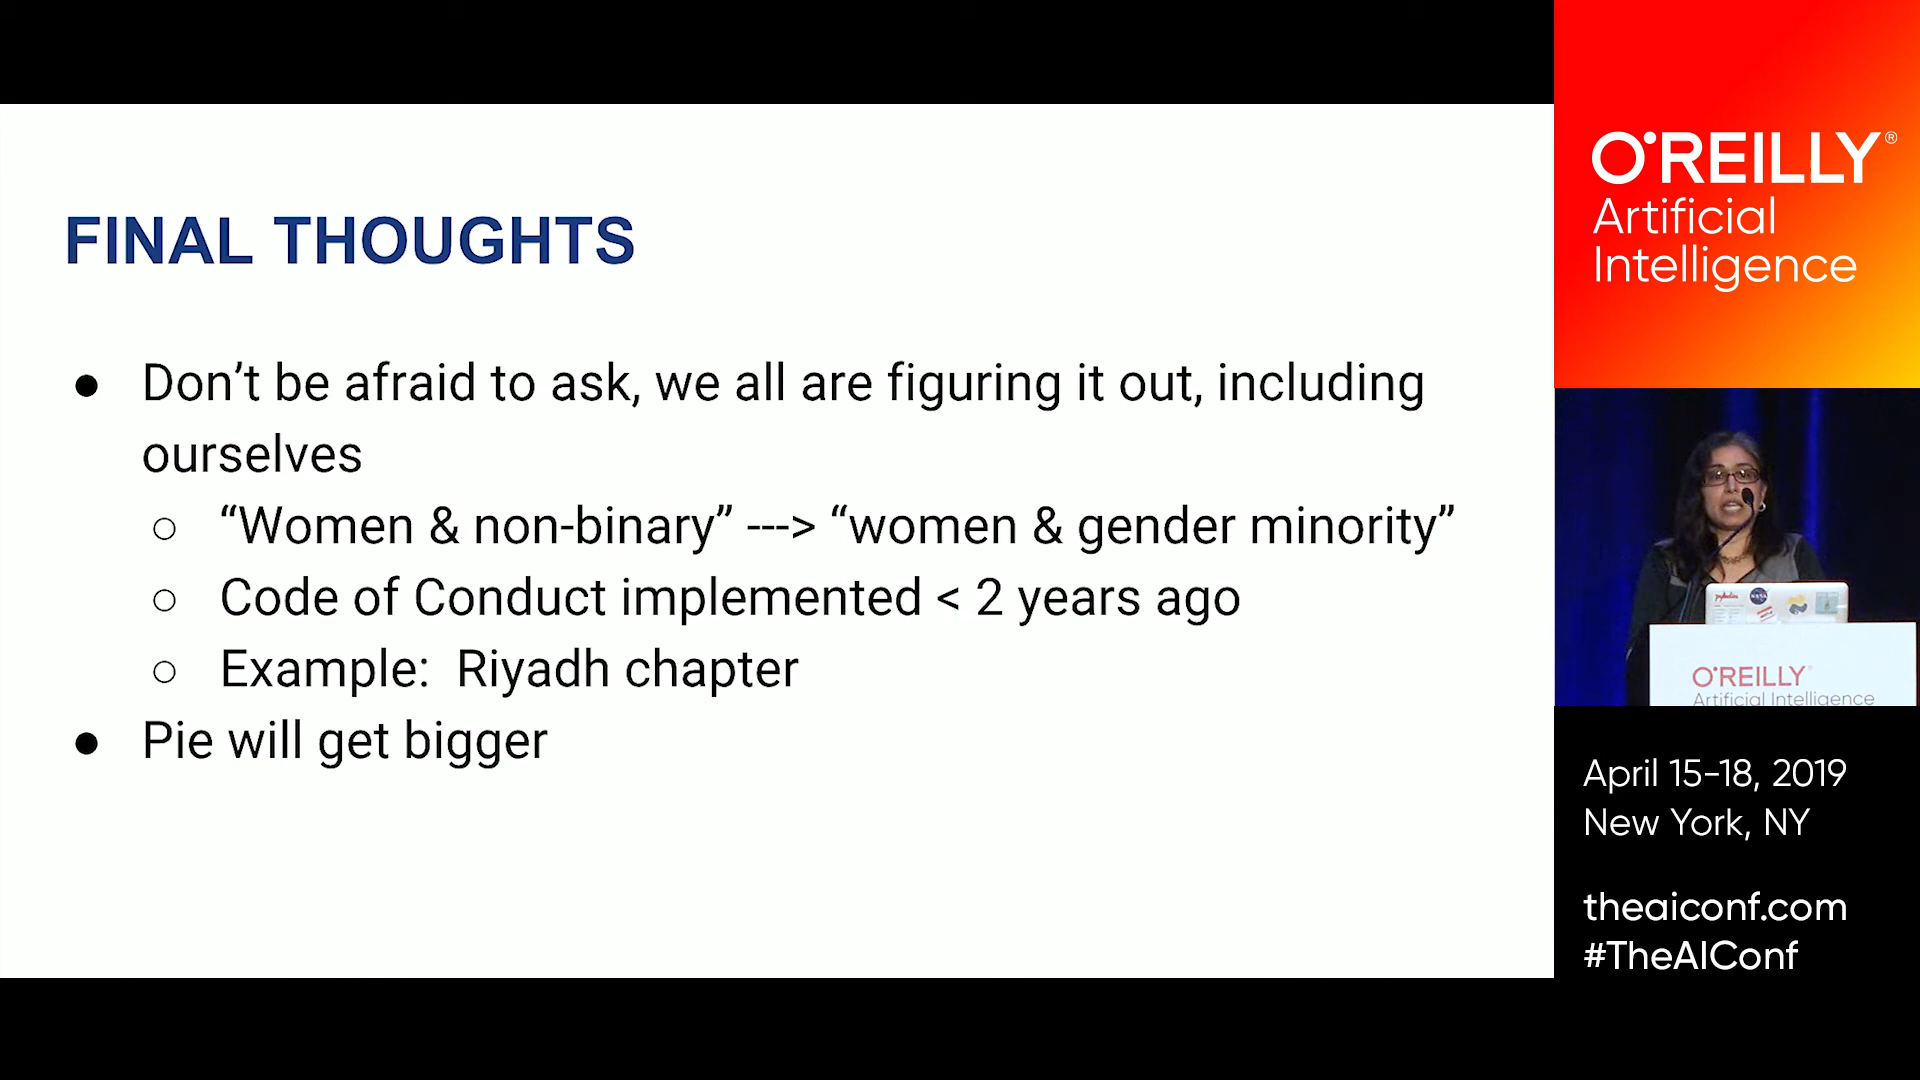 FINAL THOUGHTS
● Don’t be afraid to ask, we all are figuring it out, including
ourselves
○ “Women & non-binary” ---> “women & gender minority”
○ Code of Conduct implemented < 2 years ago
○ Example:  Riyadh chapter
● Pie will get bigger
O'REILLY®
Artificial
Intelligence
O'REILLY
Artificial Intelligence
April 15-18, 2019
New York, NY
theaiconf.com
#TheAIConf